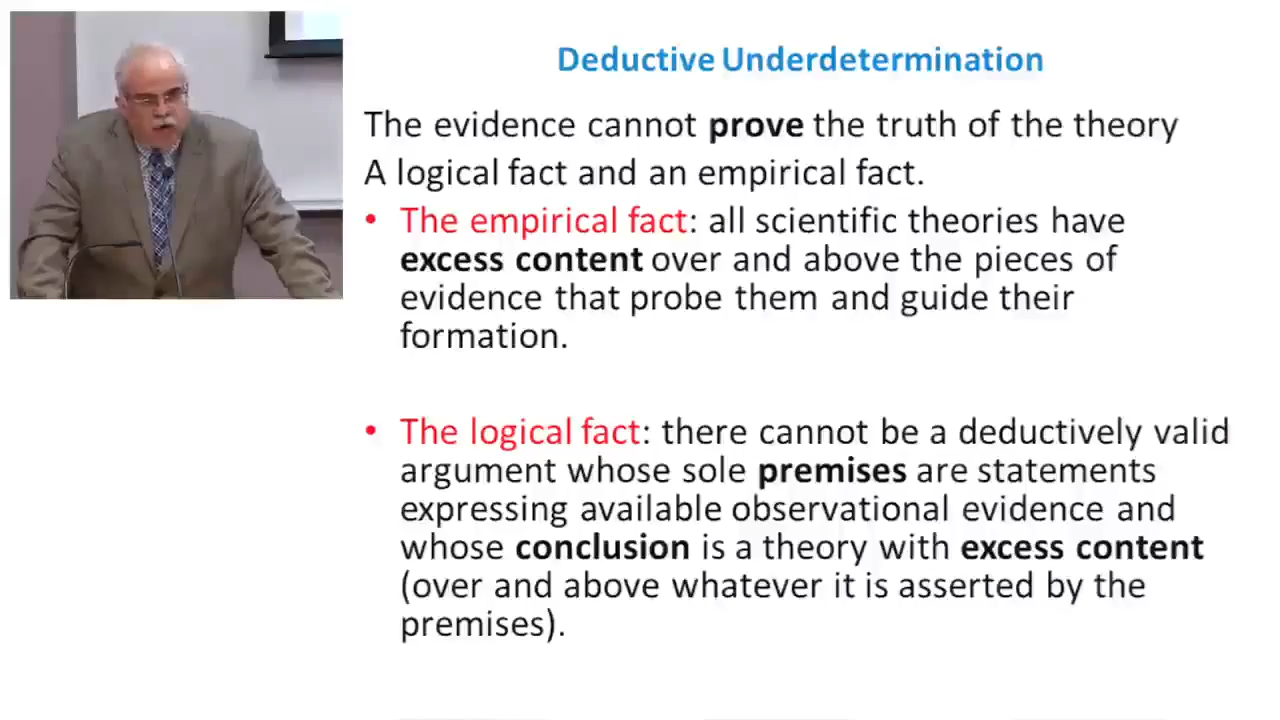 Deductive Underdetermination
The evidence cannot prove the truth of the theory
A logical fact and an empirical fact.
• The empirical fact: all scientific theories have
excess content over and above the pieces of
evidence that probe them and guide their
formation.
• The logical fact: there cannot be a deductively valid
argument whose sole premises are statements
expressing available observational evidence and
whose conclusion is a theory with excess content
(over and above whatever it is asserted by the
premises).